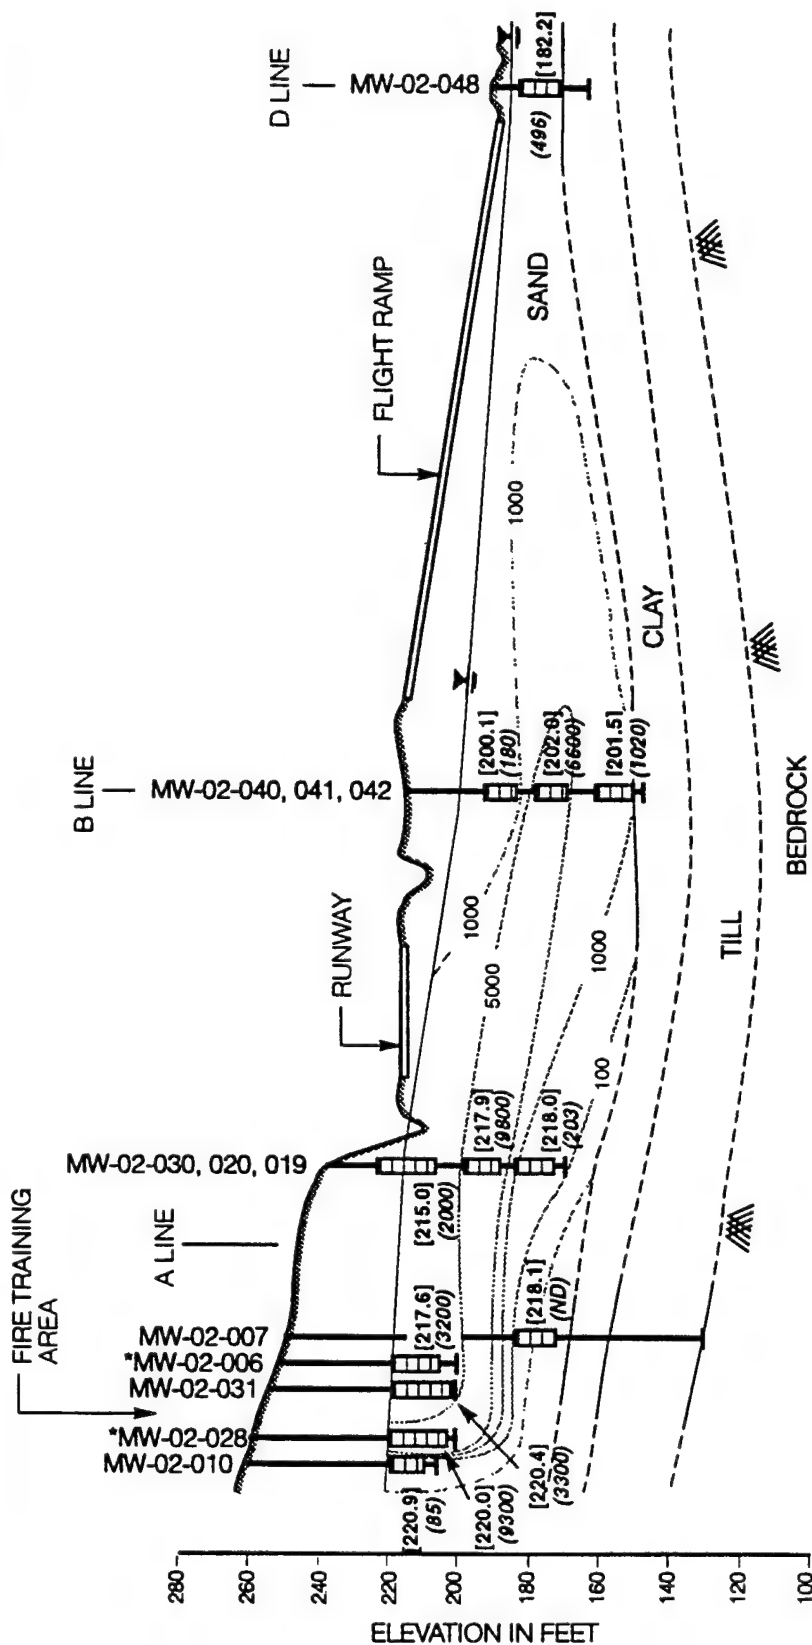 FIRE TRAINING
AREA
A LINE
B LINE
D LINE
RUNWAY
FLIGHT RAMP
MW-02-010
*MW-02-028
MW-02-031
*MW-02-006
MW-02-007
MW-02-030, 020, 019
MW-02-040, 041, 042
MW-02-048
[220.9]
(85)
[220.0]
(9300)
[220.4]
(3300)
[217.6]
(3200)
[218.1]
(ND)
[215.0]
(2000)
[217.9]
(9800)
[218.0]
(203)
[200.1]
(180)
[202.0]
(6600)
[201.5]
(1020)
[182.2]
(496)
1000
5000
1000
100
1000
SAND
CLAY
TILL
BEDROCK
ELEVATION IN FEET
280
260
240
220
200
180
160
140
120
100